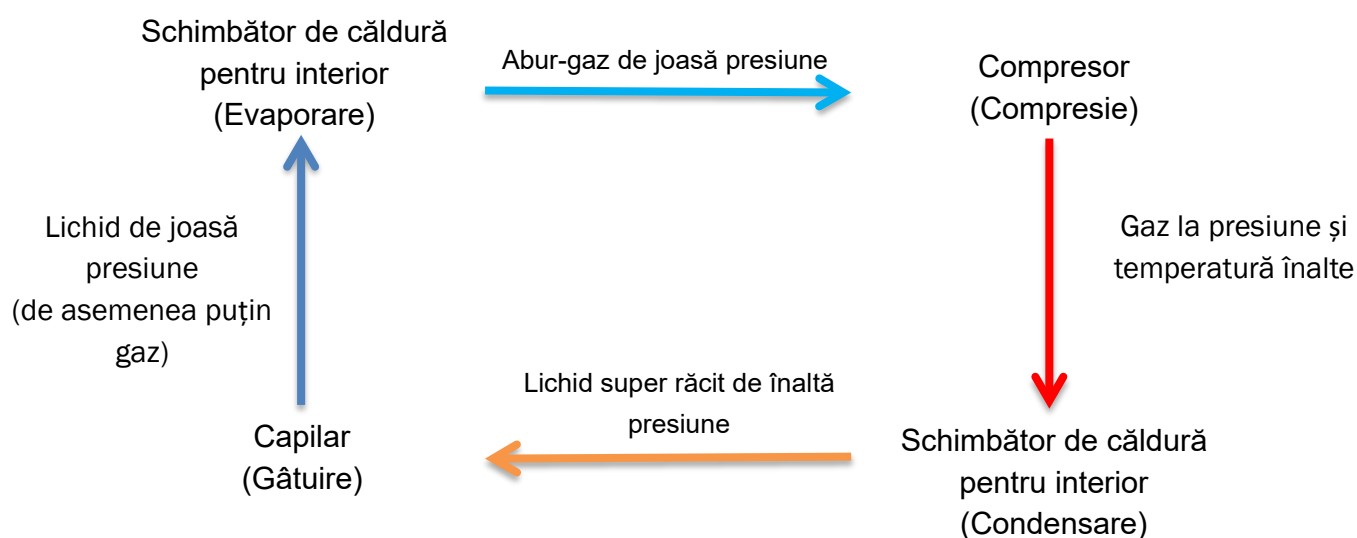 Schimbător de căldură
pentru interior
(Evaporare)
Abur-gaz de joasă presiune
Compresor
(Compresie)
Lichid de joasă
presiune
(de asemenea puțin
gaz)
Gaz la presiune și
temperatură înalte
Lichid super răcit de înaltă
presiune
Capilar
(Gâtuire)
Schimbător de căldură
pentru interior
(Condensare)